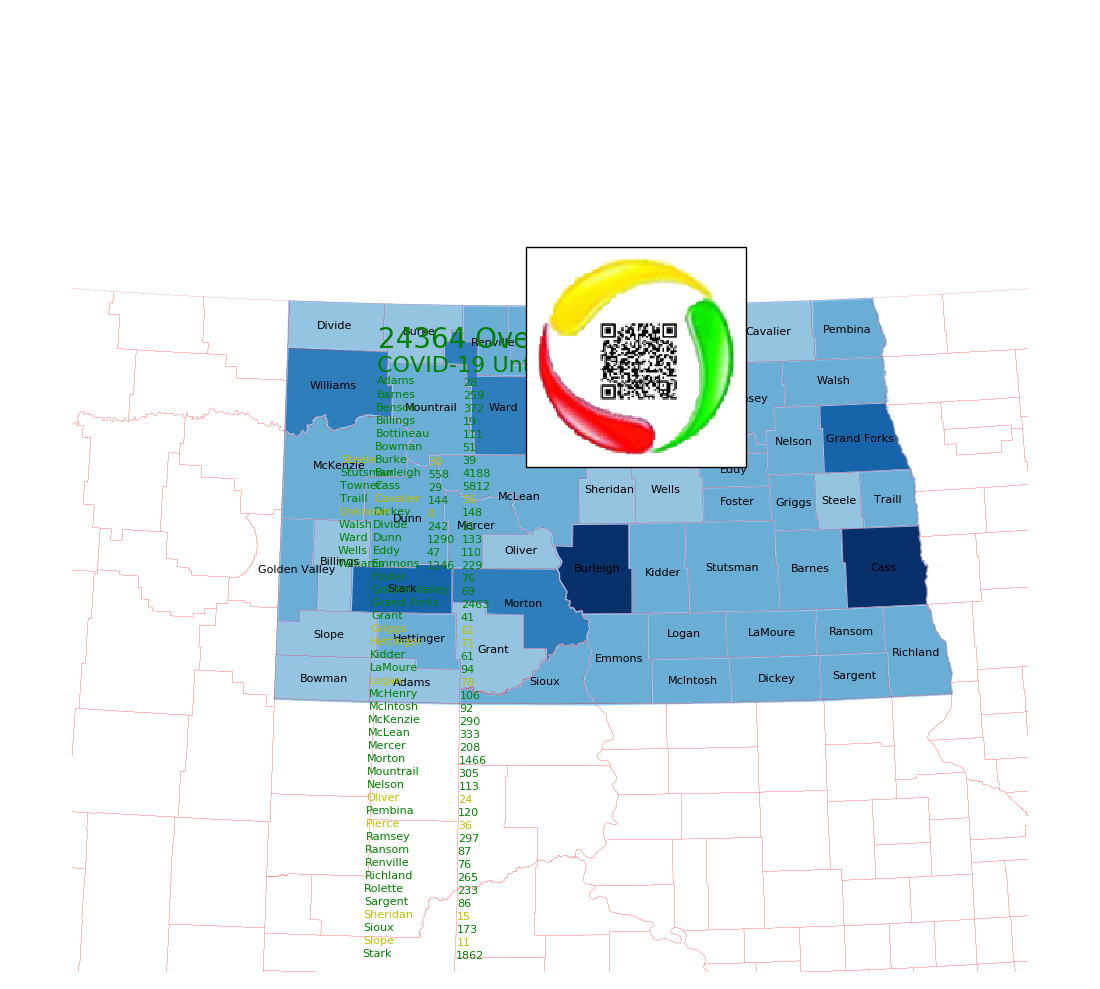 24364 Ove
COVID-19 Unt
Adams 28
Barnes 259
Benson 372
Billings 19
Bottineau 111
Bowman 51
Burke 39
Burleigh 4188
Cass 5812
Cavalier
Dickey 148
Divide
Dunn 133
Eddy 110
Emmons 229
Foster 76
Golden Valley 69
Grand Forks 2463
Grant 41
Griggs 61
Hettinger 71
Kidder 61
LaMoure 94
Logan 78
McHenry 106
McIntosh 92
McKenzie 290
McLean 333
Mercer 208
Morton 1466
Mountrail 305
Nelson 113
Oliver 24
Pembina 120
Pierce 36
Ramsey 297
Ransom 87
Renville 76
Richland 265
Rolette 233
Sargent 86
Sheridan 15
Sioux 173
Slope 11
Stark 1862
Stutsman 558
Towner 29
Traill 144
Walsh 242
Ward 1290
Wells 47
Williams 1246
Divide
Burke
Renville
Cavalier
Pembina
Williams
Mountrail
Ward
sey
Walsh
McKenzie
Nelson
Grand Forks
Eddy
McLean
Sheridan
Wells
Foster
Griggs
Steele
Traill
Dunn
Mercer
Oliver
Billings
Golden Valley
Burleigh
Kidder
Stutsman
Barnes
Cass
Stark
Morton
Slope
Hettinger
Grant
Emmons
Logan
LaMoure
Ransom
Richland
Bowman
Adams
Sioux
McIntosh
Dickey
Sargent